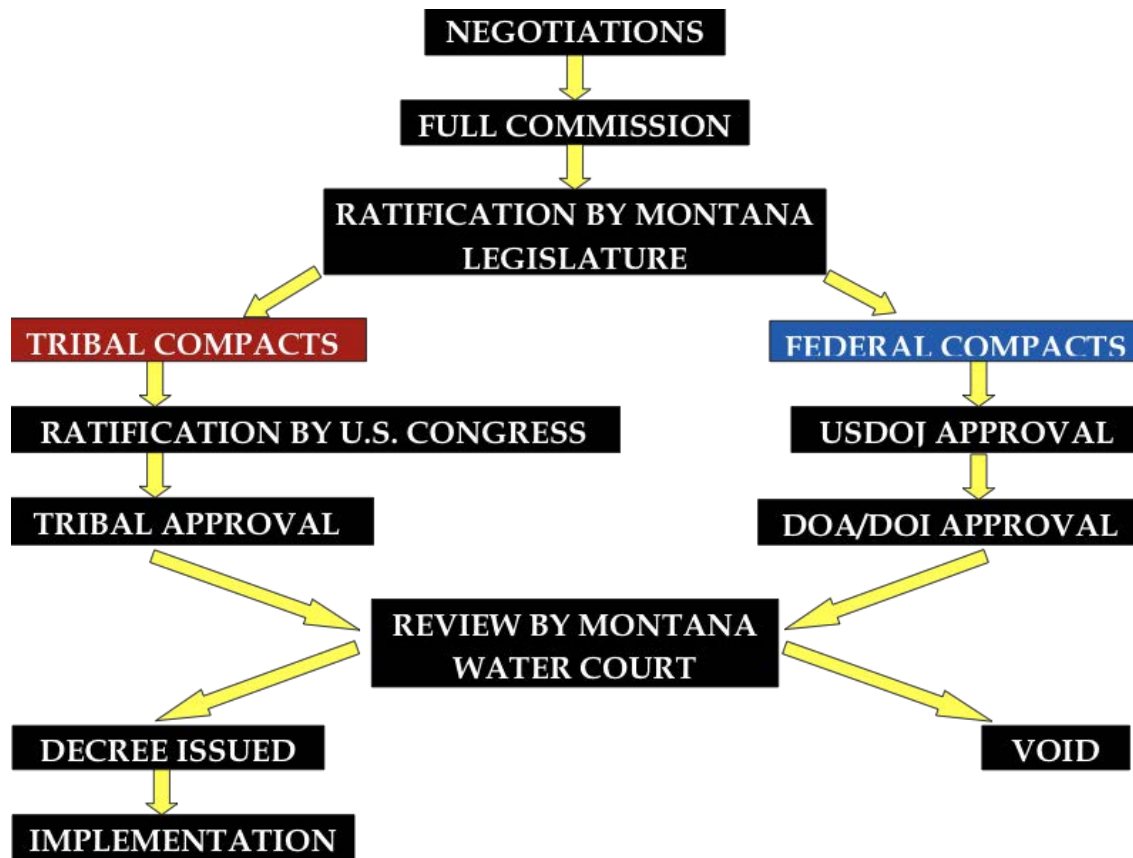 NEGOTIATIONS
FULL COMMISSION
RATIFICATION BY MONTANA
LEGISLATURE
TRIBAL COMPACTS
FEDERAL COMPACTS
RATIFICATION BY U.S. CONGRESS
USDOJ APPROVAL
TRIBAL APPROVAL
DOA/DOI APPROVAL
REVIEW BY MONTANA
WATER COURT
DECREE ISSUED
VOID
IMPLEMENTATION